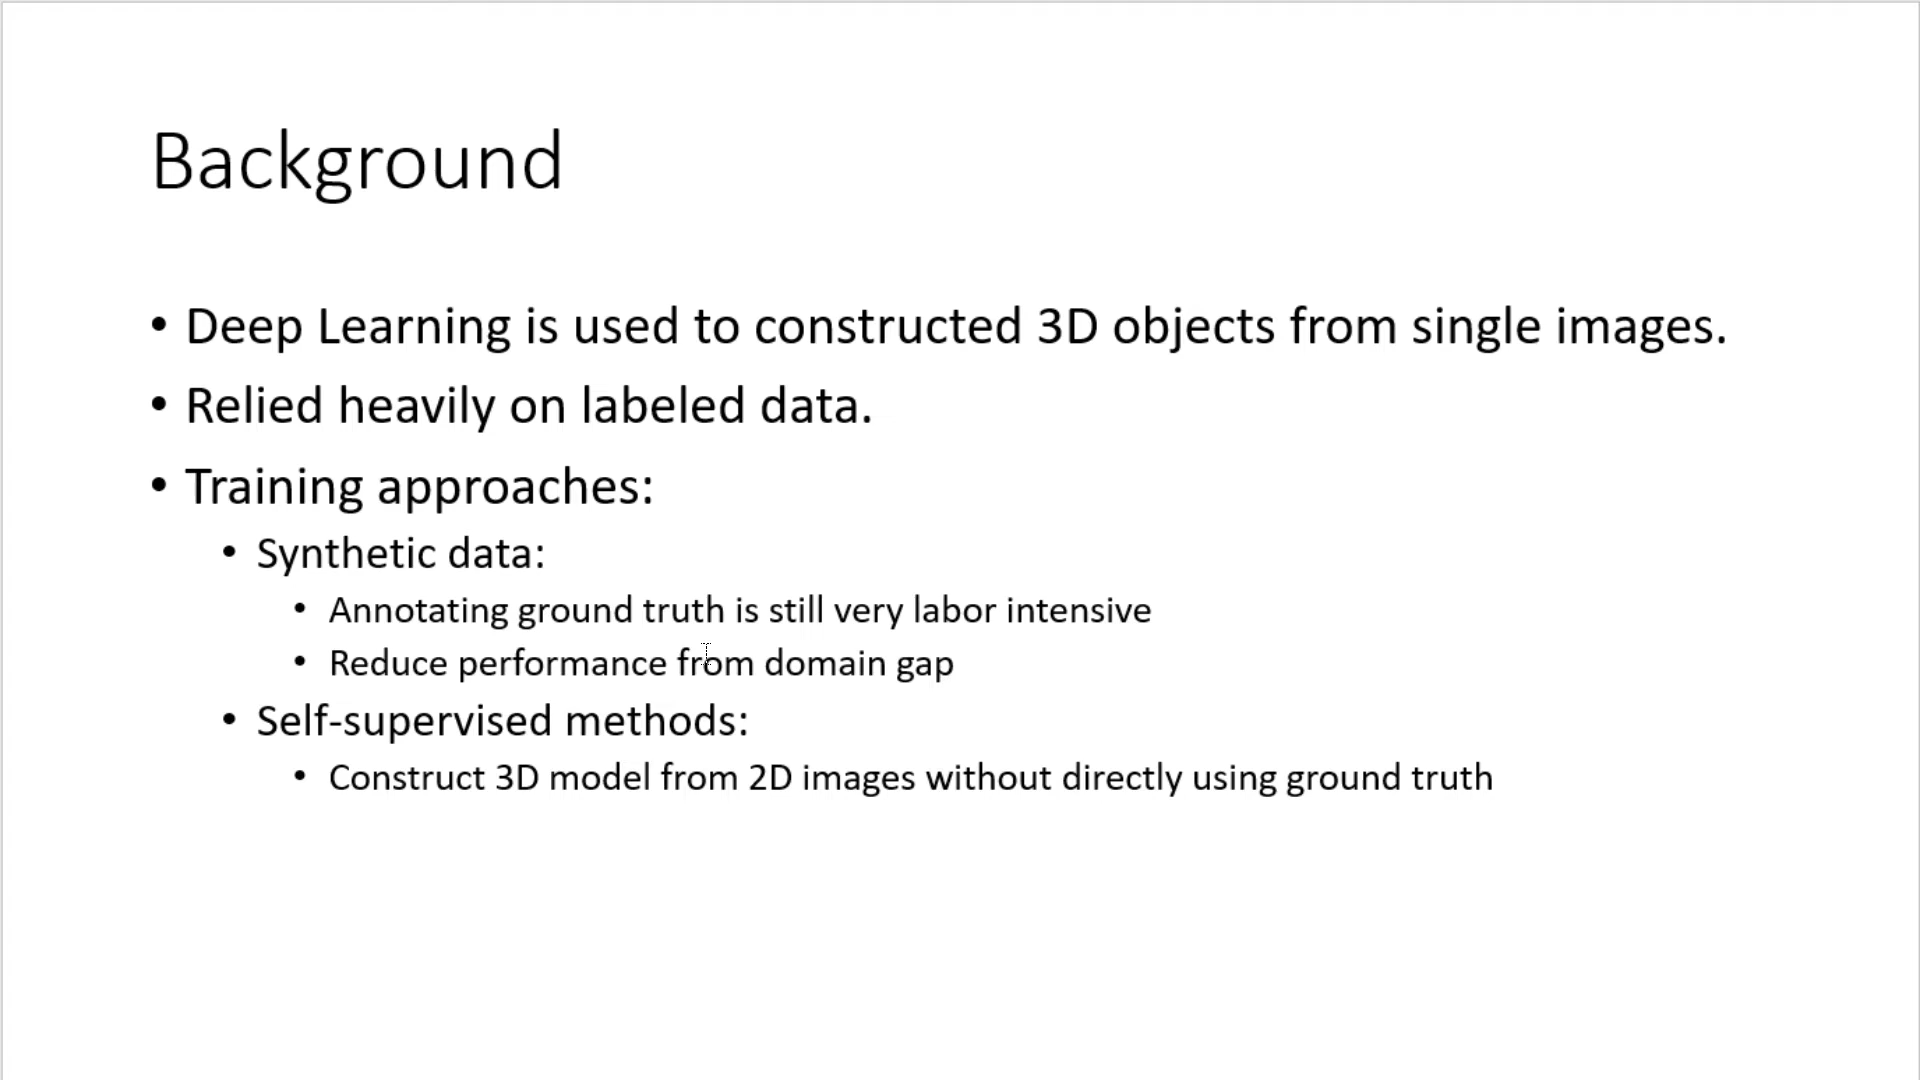 Background
• Deep Learning is used to constructed 3D objects from single images.
• Relied heavily on labeled data.
• Training approaches:
• Synthetic data:
• Annotating ground truth is still very labor intensive
• Reduce performance from domain gap
• Self-supervised methods:
• Construct 3D model from 2D images without directly using ground truth